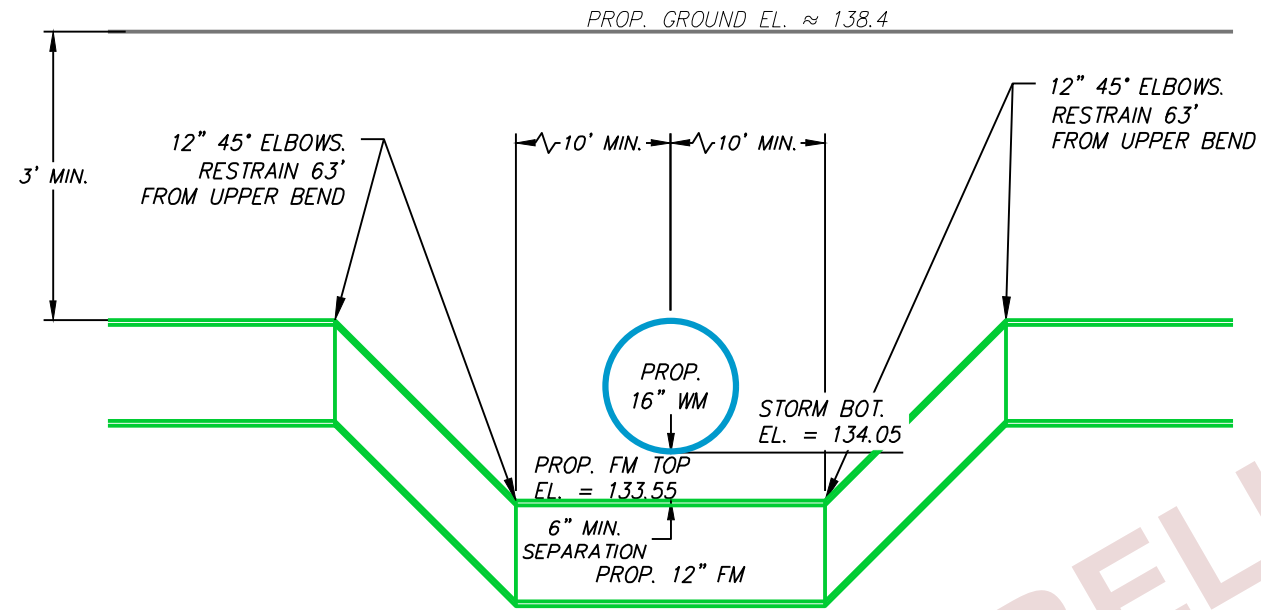 PROP. GROUND EL. ≈ 138.4
12" 45° ELBOWS.
RESTRAIN 63'
FROM UPPER BEND
10' MIN.
10' MIN.
12" 45° ELBOWS.
RESTRAIN 63'
FROM UPPER BEND
3' MIN.
PROP.
16" WM
STORM BOT.
EL. = 134.05
PROP. FM TOP
EL. = 133.55
6" MIN.
SEPARATION
PROP. 12" FM